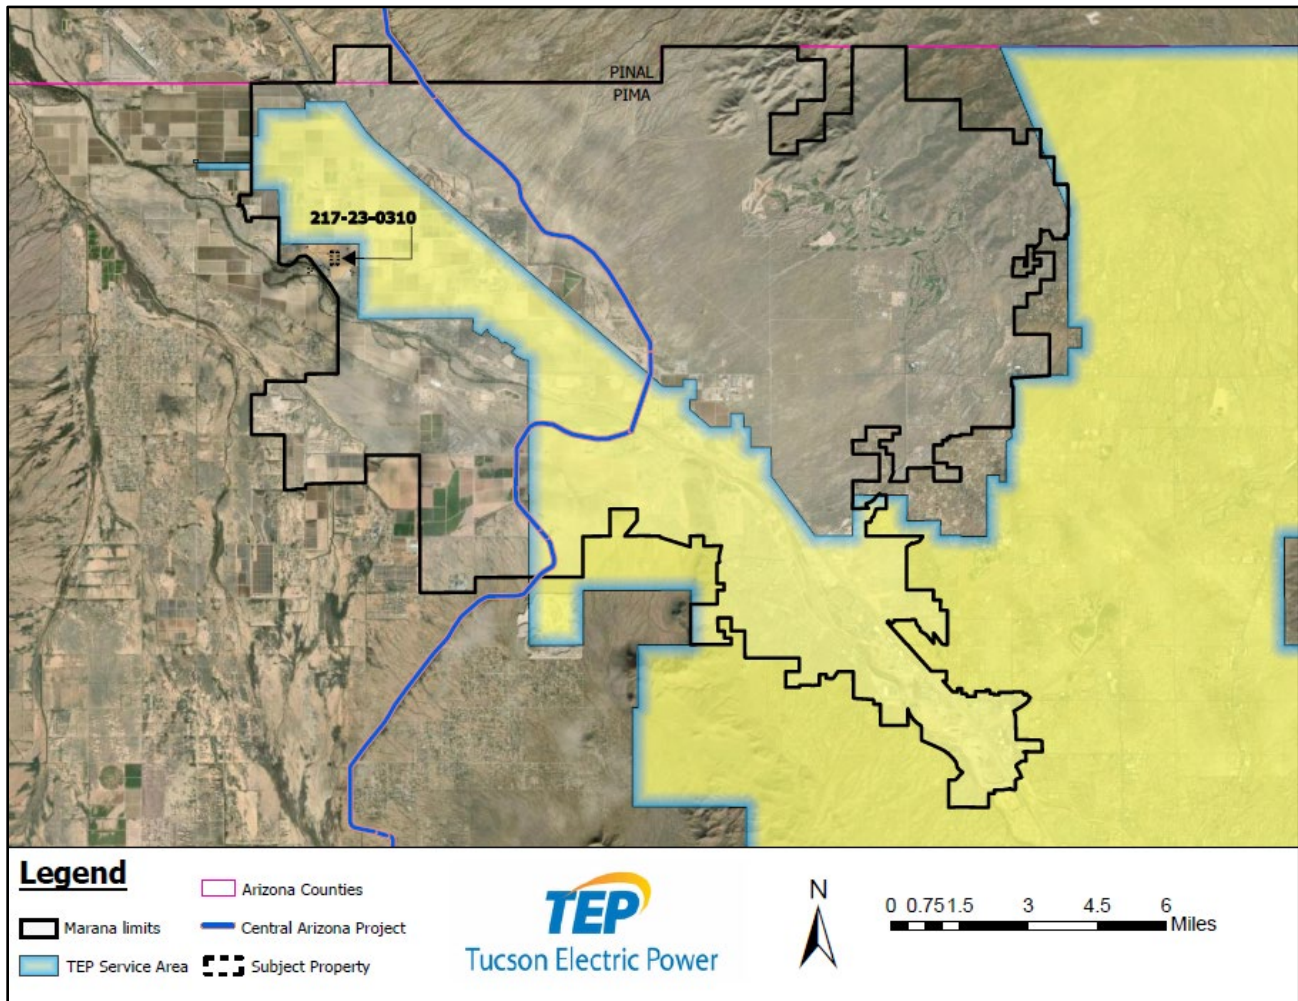 PINAL
PIMA
217-23-0310
Legend
Arizona Counties
Marana limits
Central Arizona Project
TEP Service Area
Subject Property
TEP
Tucson Electric Power
N
0 0.75 1.5 3 4.5 6
Miles